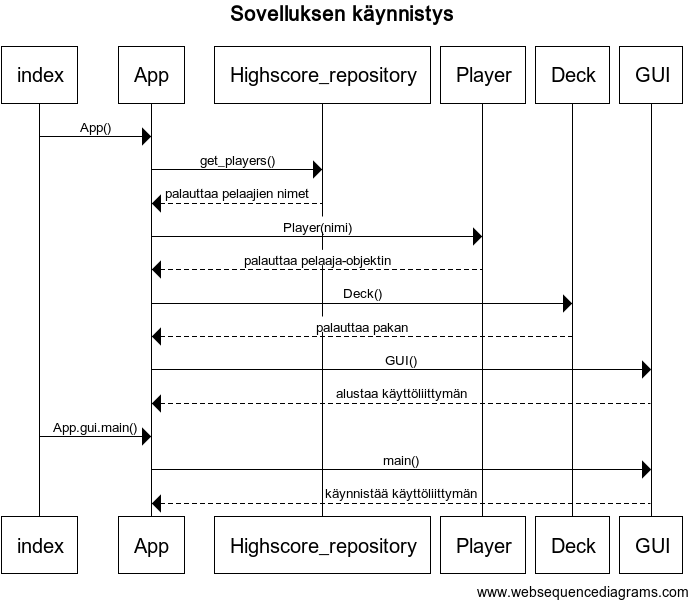 Sovelluksen käynnistys
index App Highscore_repository Player Deck GUI
App()
get_players()
palauttaa pelaajien nimet
Player(nimi)
palauttaa pelaaja-objektin
Deck()
palauttaa pakan
GUI()
alustaa käyttöliittymän
App.gui.main()
main()
käynnistää käyttöliittymän
index App Highscore_repository Player Deck GUI
www.websequencediagrams.com